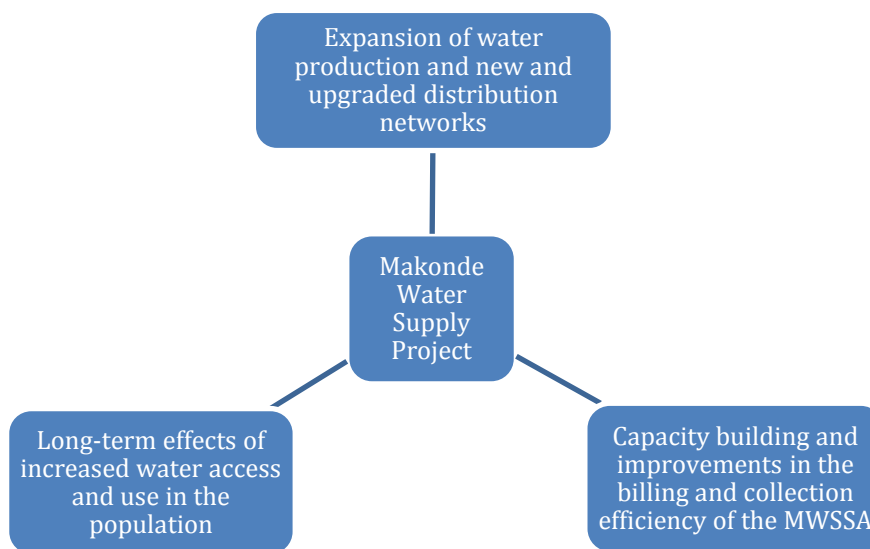 Expansion of water
production and new and
upgraded distribution
networks
Makonde
Water
Supply
Project
Long-term effects of
increased water access
and use in the
population
Capacity building and
improvements in the
billing and collection
efficiency of the MWSSA